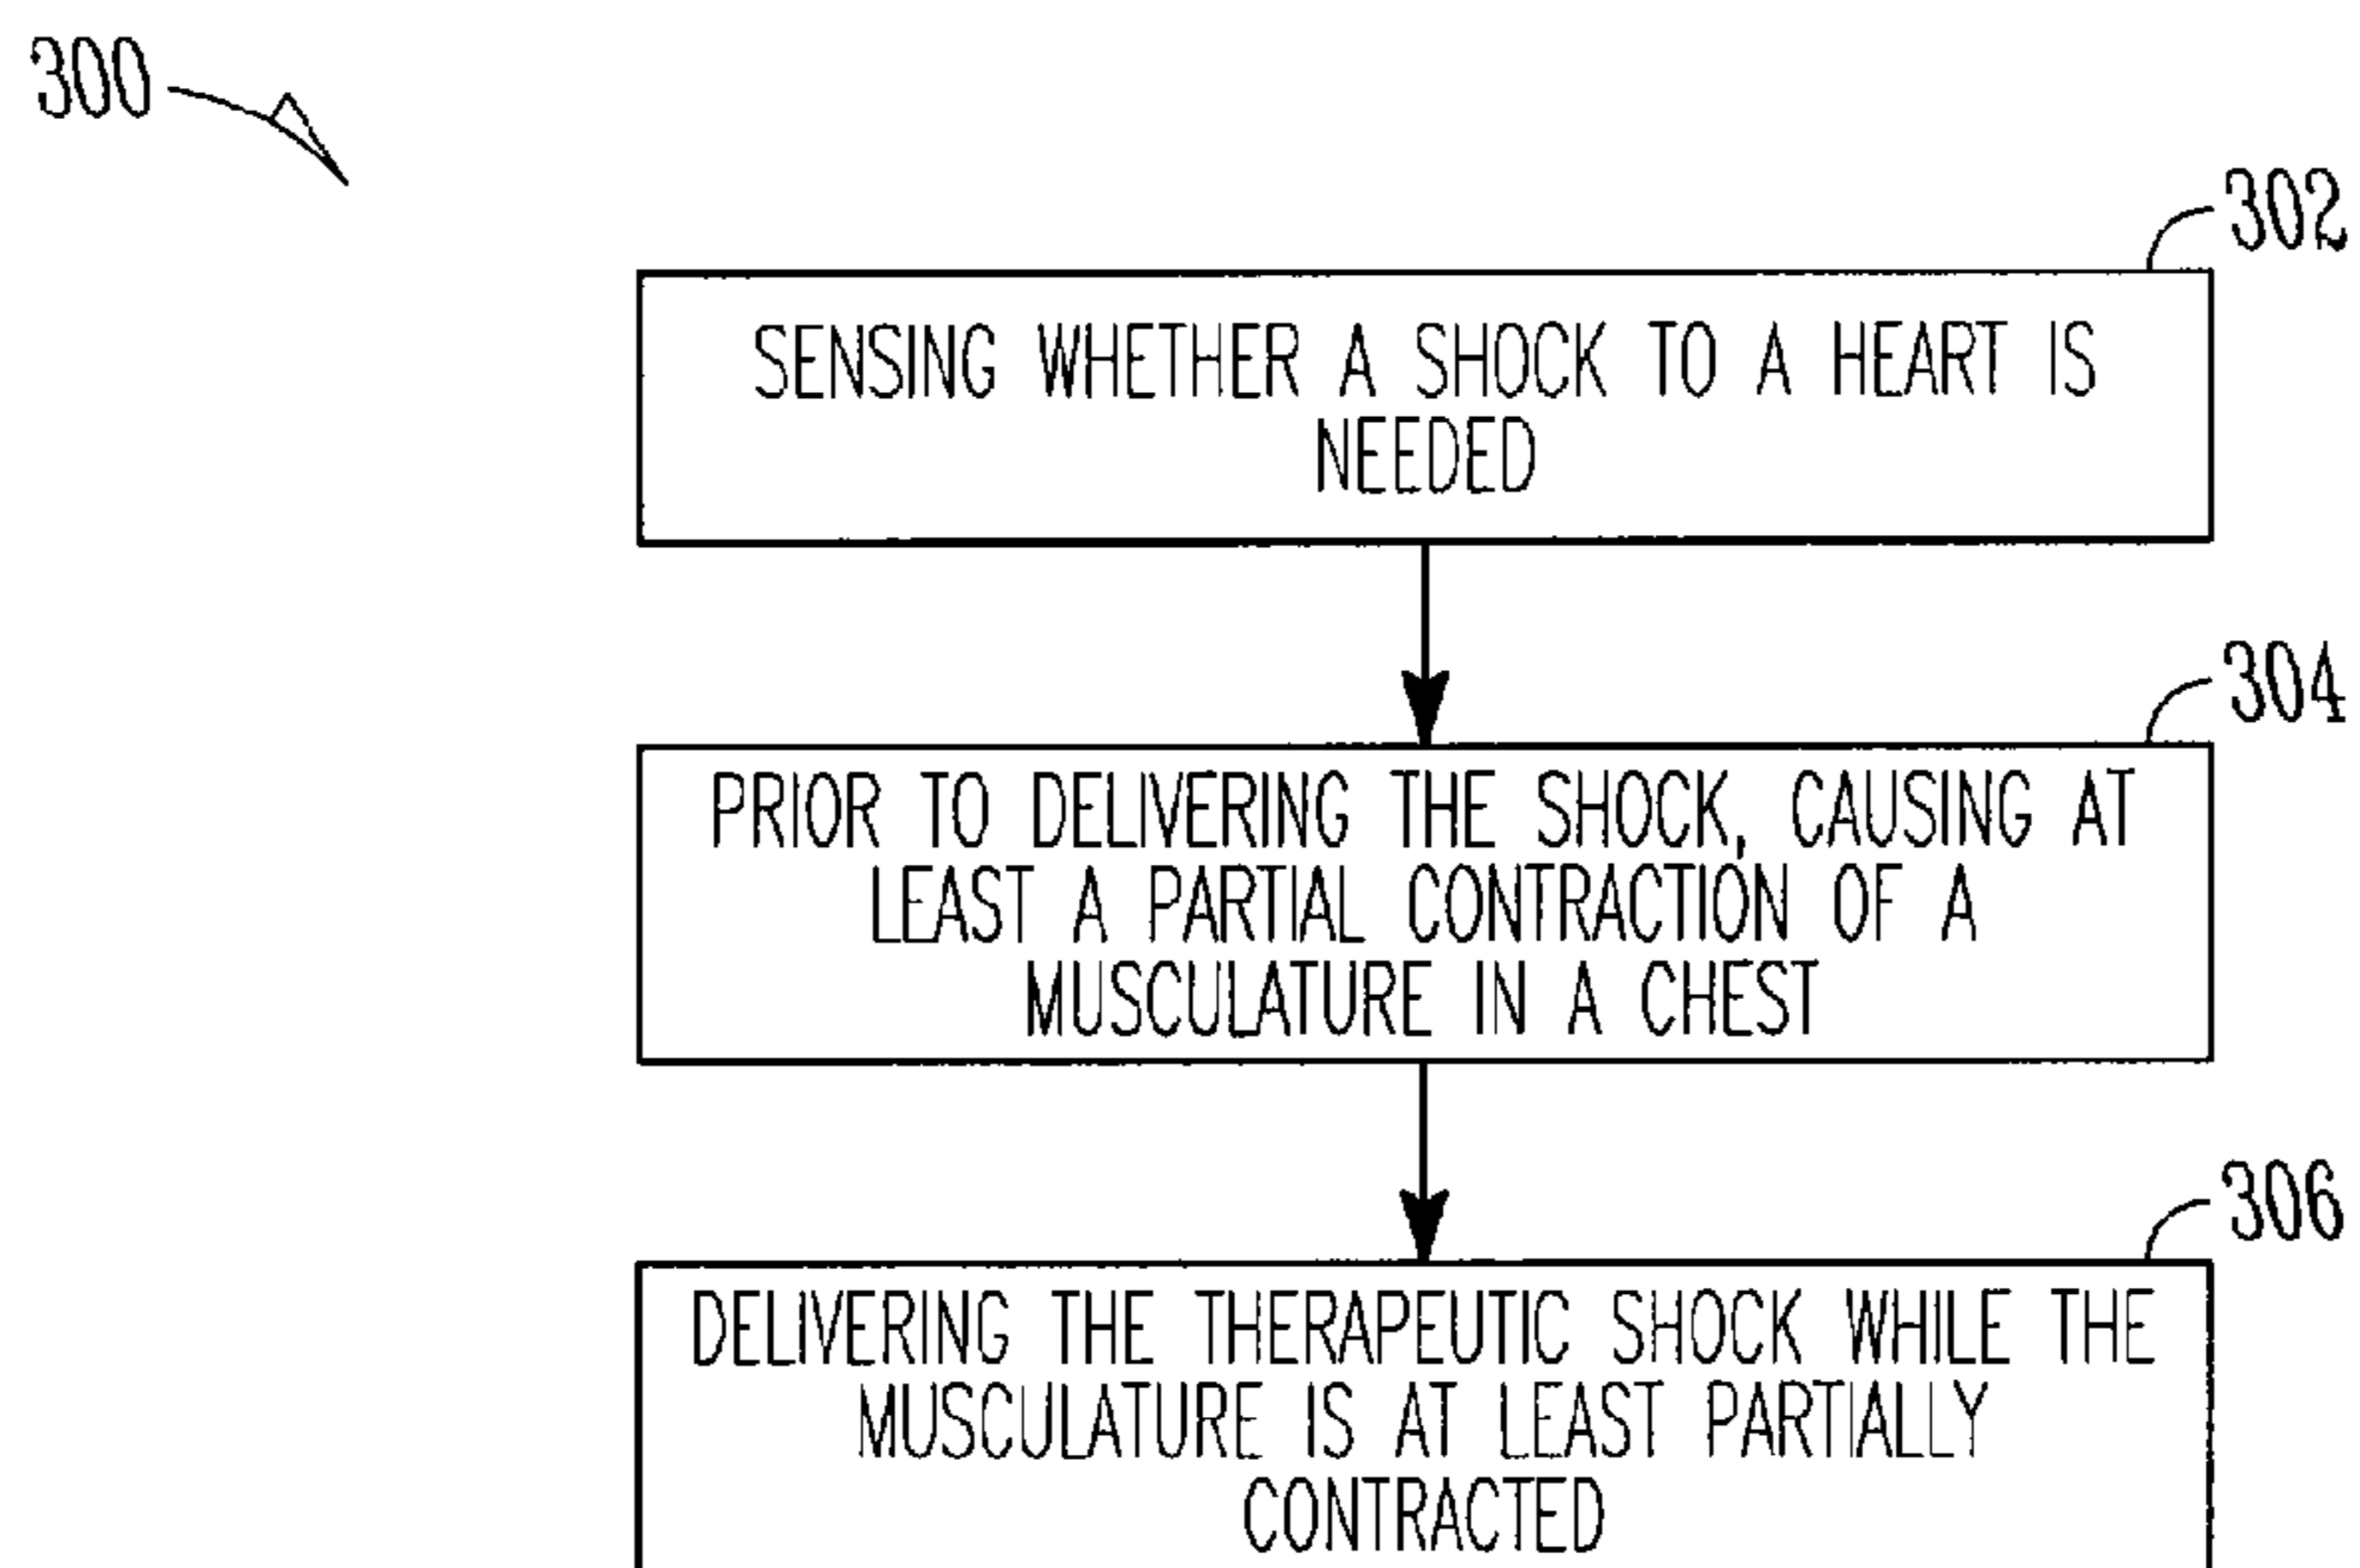 300
302
SENSING WHETHER A SHOCK TO A HEART IS
NEEDED
304
PRIOR TO DELIVERING THE SHOCK, CAUSING AT
LEAST A PARTIAL CONTRACTION OF A
MUSCULATURE IN A CHEST
306
DELIVERING THE THERAPEUTIC SHOCK WHILE THE
MUSCULATURE IS AT LEAST PARTIALLY
CONTRACTED